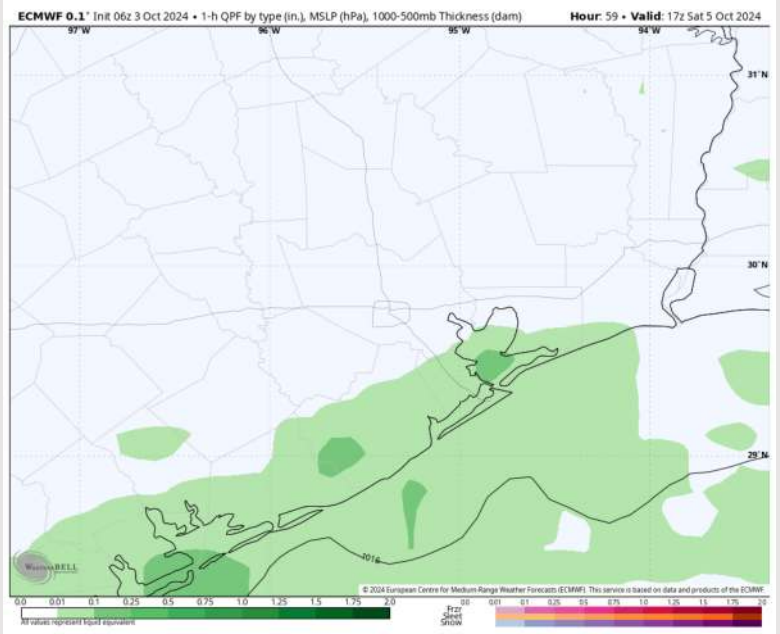 ECMWF 0.1° Init 06z 3 Oct 2024 • 1-h QPF by type (in.), MSLP (hPa), 1000-500mb Thickness (dam)
Hour: 59 • Valid: 17z Sat 5 Oct 2024
97°W 96°W 95°W 94°W
31°N
30°N
29°N
1016
WeatherBELL
© 2024 European Centre for Medium-Range Weather Forecasts (ECMWF). This service is based on data and products of the ECMWF.
0.0 0.01 0.1 0.25 0.5 0.75 1.0 1.25 1.5 1.75 2.0
All values represent liquid equivalent
0.0 0.01 0.1 0.25 0.5 0.75 1.0 1.25 1.5 1.75 2.0
Frzr
Sleet
Snow